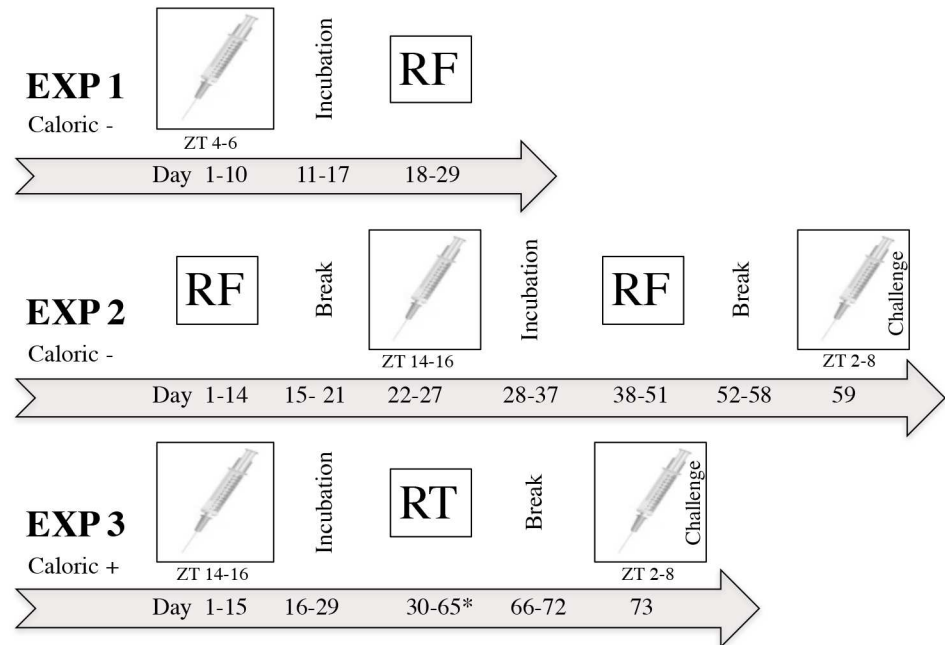 EXP 1
Caloric -
ZT 4-6
Incubation
RF
Day 1-10 11-17 18-29
EXP 2
Caloric -
RF
Break
ZT 14-16
Incubation
RF
Break
Challenge
ZT 2-8
Day 1-14 15- 21 22-27 28-37 38-51 52-58 59
EXP 3
Caloric +
ZT 14-16
Incubation
RT
Break
Challenge
ZT 2-8
Day 1-15 16-29 30-65* 66-72 73